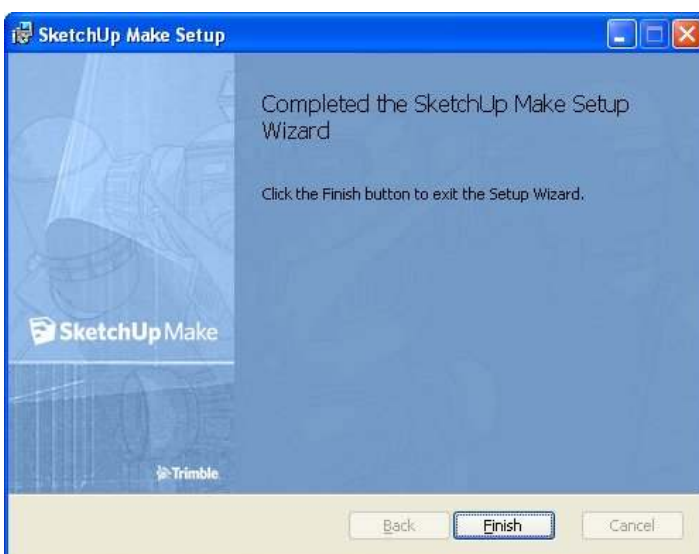 SketchUp Make Setup
Completed the SketchUp Make Setup
Wizard
Click the Finish button to exit the Setup Wizard.
SketchUp Make
Trimble
Back Finish Cancel